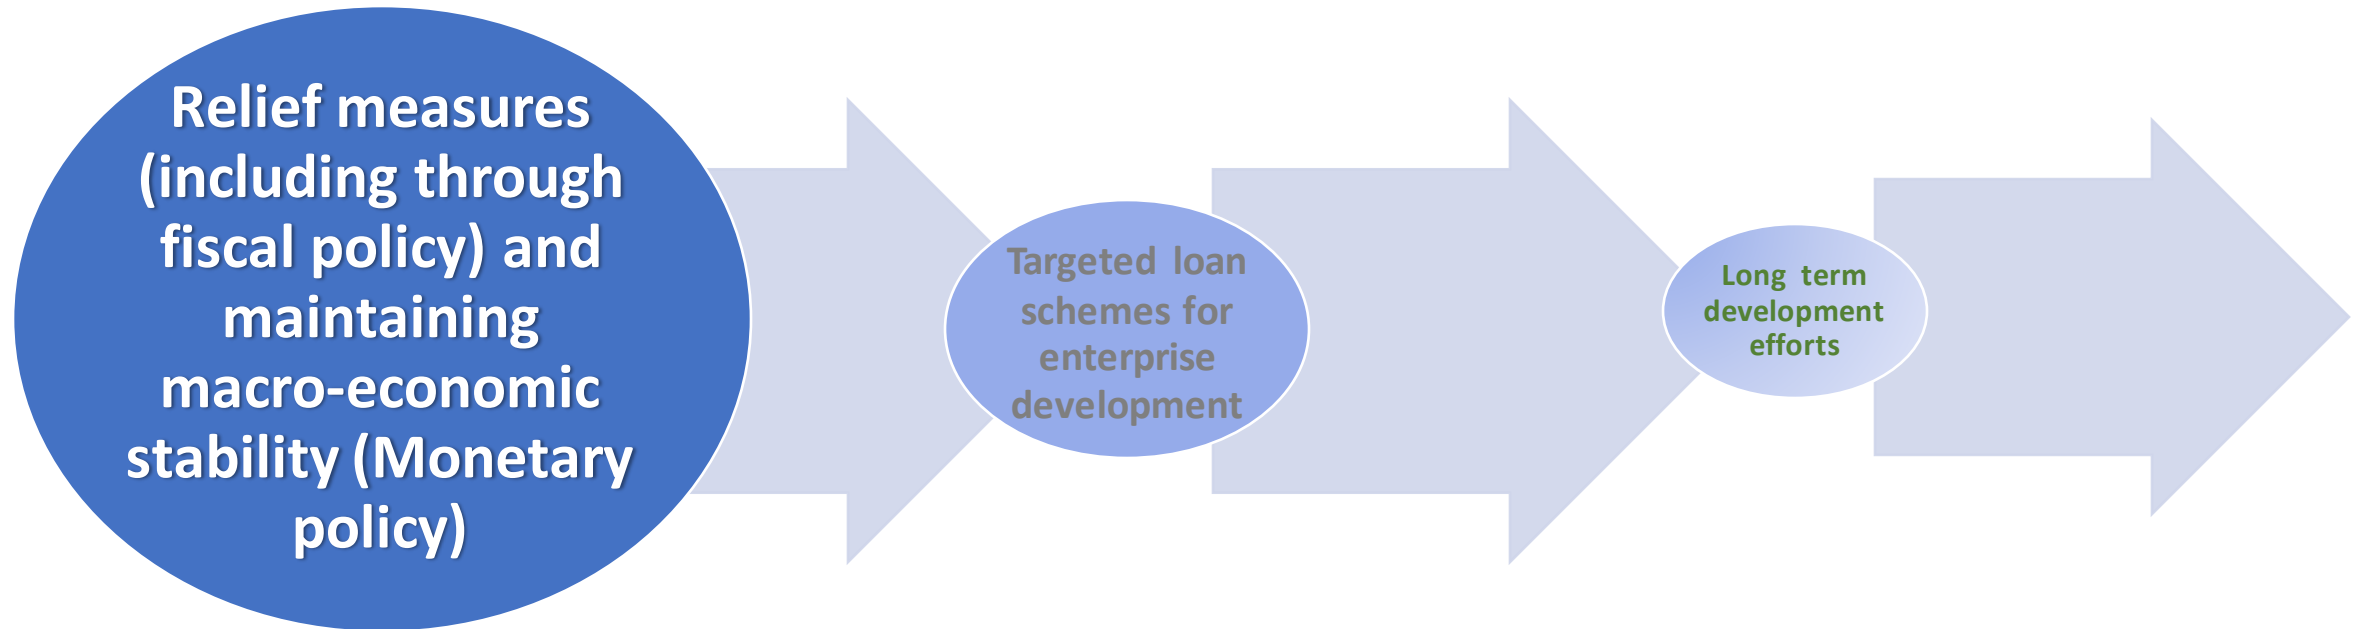 Relief measures
(including through
fiscal policy) and
maintaining
macro-economic
stability (Monetary
policy)
Targeted loan
schemes for
enterprise
development
Long term
development
efforts